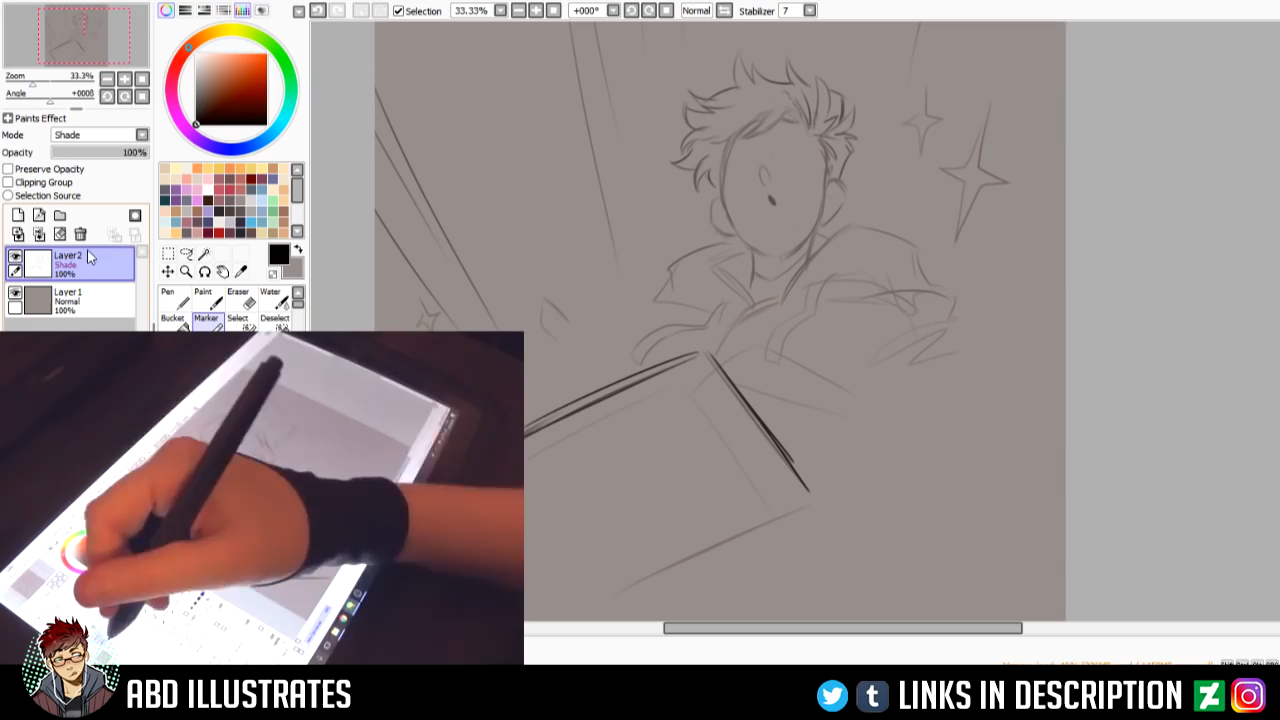 Selection 33.33% +000° Normal Stabilizer 7
Zoom 33.3%
Angle +000ß
Paints Effect
Mode Shade
Opacity 100%
Preserve Opacity
Clipping Group
Selection Source
Layer2
Shade
100%
Layer1
Normal
100%
Pen Paint Eraser Water
Bucket Marker Select Deselect
ABD ILLUSTRATES
LINKS IN DESCRIPTION